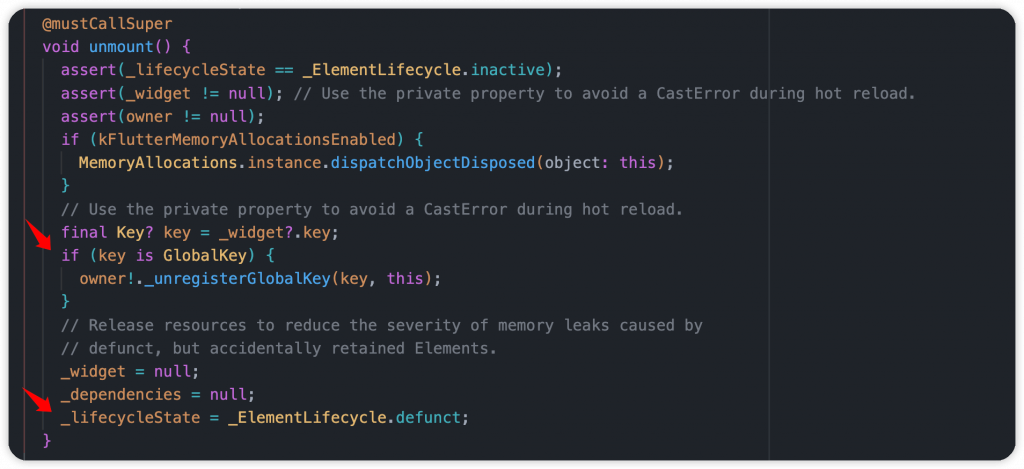 @mustCallSuper
void unmount() {
assert(_lifecycleState == _ElementLifecycle.inactive);
assert(_widget != null); // Use the private property to avoid a CastError during hot reload.
assert(owner != null);
if (kFlutterMemoryAllocationsEnabled) {
MemoryAllocations.instance.dispatchObjectDisposed(object: this);
}
// Use the private property to avoid a CastError during hot reload.
final Key? key = _widget?.key;
if (key is GlobalKey) {
owner!._unregisterGlobalKey(key, this);
}
// Release resources to reduce the severity of memory leaks caused by
// defunct, but accidentally retained Elements.
_widget = null;
_dependencies = null;
_lifecycleState = _ElementLifecycle.defunct;
}